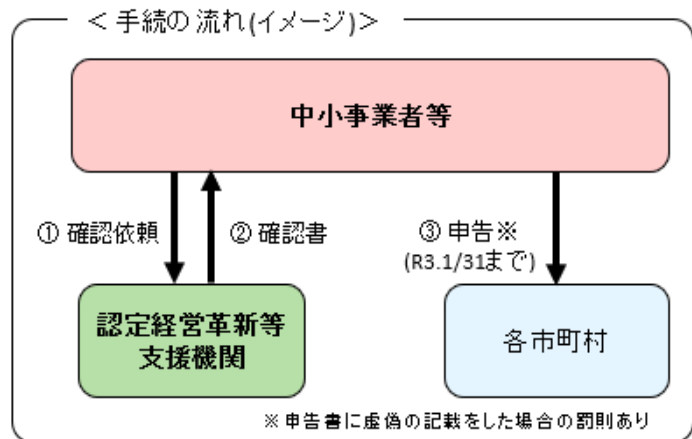 ＜ 手続の 流れ(イメージ)＞
中小事業者等
① 確認依頼
② 確認書
③ 申告※
(R3.1/31まで)
認定経営革新等
支援機関
各市町村
※ 申告書に虚偽の記載をした場合の罰則あり